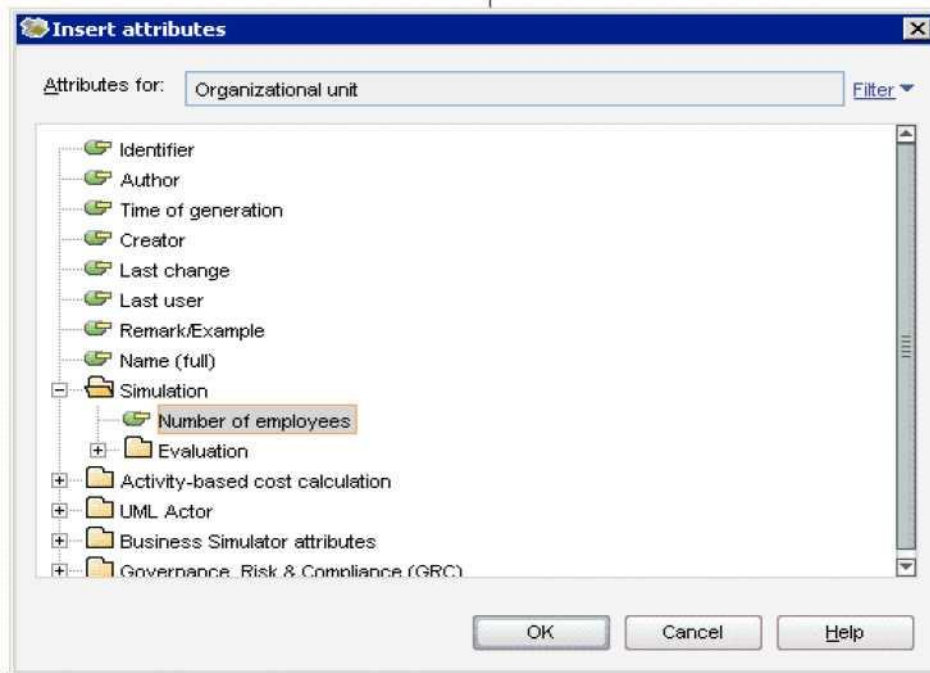 Insert attributes
Attributes for: Organizational unit Filter
Identifier
Author
Time of generation
Creator
Last change
Last user
Remark/Example
Name (full)
Simulation
Number of employees
Evaluation
Activity-based cost calculation
UML Actor
Business Simulator attributes
Governance, Risk & Compliance (GRC)
OK Cancel Help